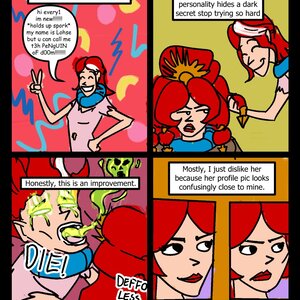 hi every1
im new!!!!!!!
*holds up spork*
my name is Lohse
but u can call me
t3h PeNgUiN
oF d00m!!!!!!
personality hides a dark
secret stop trying so hard
Honestly, this is an improvement.
DIE!
DEFFO
LESS
Mostly, I just dislike her
because her profile pic looks
confusingly close to mine.